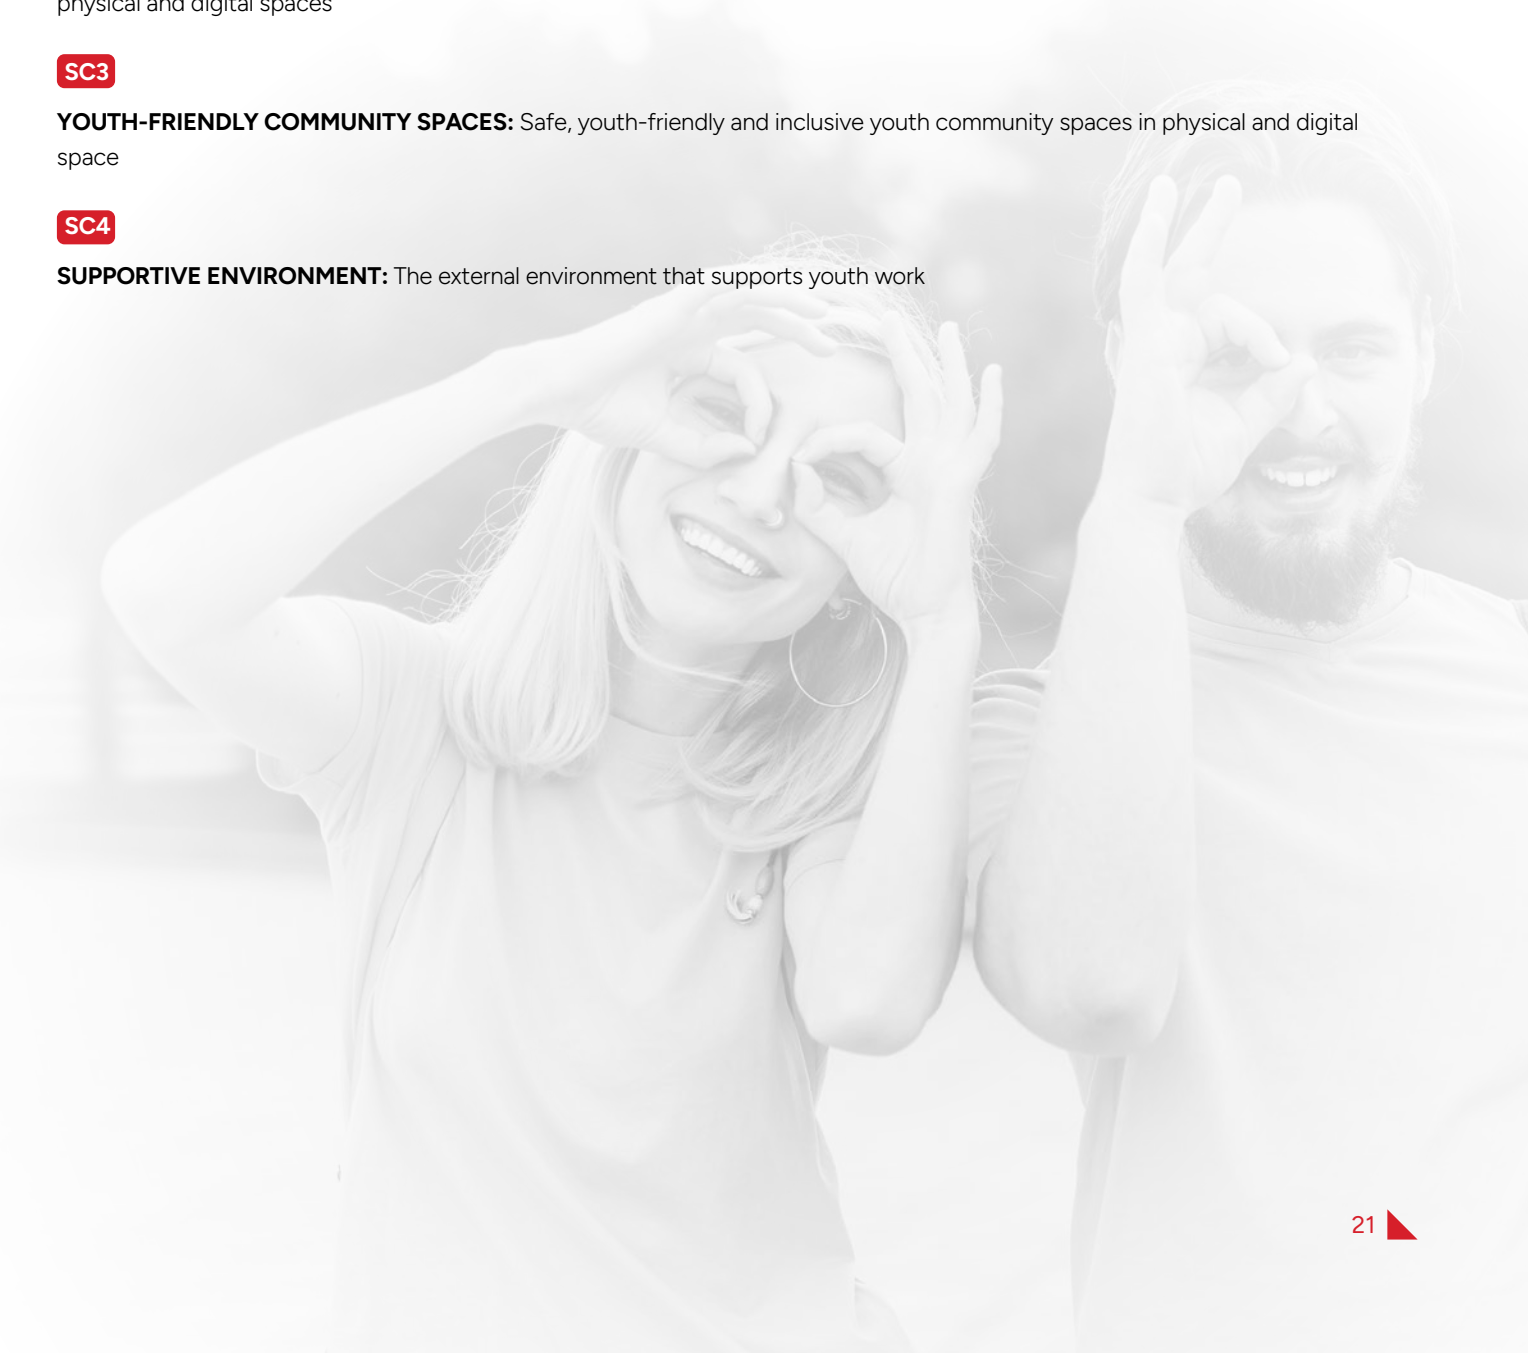 physical and digital spaces
SC3
YOUTH-FRIENDLY COMMUNITY SPACES: Safe, youth-friendly and inclusive youth community spaces in physical and digital
space
SC4
SUPPORTIVE ENVIRONMENT: The external environment that supports youth work
21